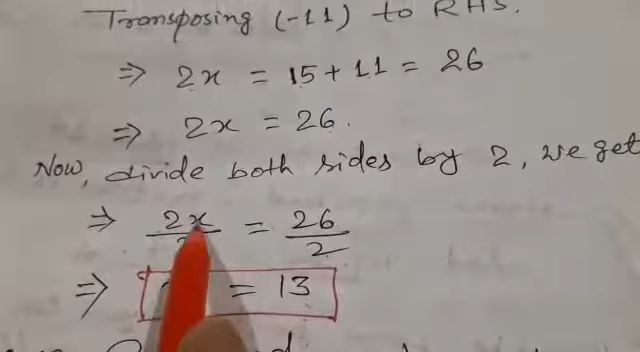 Transposing (-11) to RHS.
⇒ 2x = 15 + 11 = 26
⇒ 2x = 26.
Now, divide both sides by 2, we get
⇒ 2x = 26/2
⇒ = 13